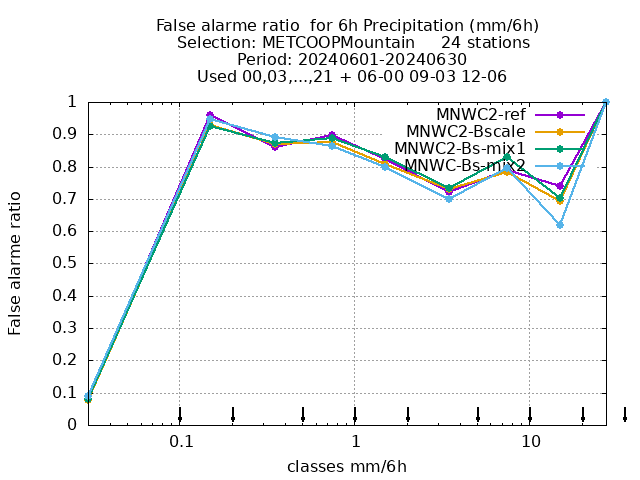 False alarme ratio  for 6h Precipitation (mm/6h)
Selection: METCOOPMountain     24 stations
Period: 20240601-20240630
Used 00,03,...,21 + 06-00 09-03 12-06
MNWC2-ref
MNWC2-Bscale
MNWC2-Bs-mix1
MNWC-Bs-mix2
False alarme ratio
1
0.9
0.8
0.7
0.6
0.5
0.4
0.3
0.2
0.1
0
0.1 1 10
classes mm/6h